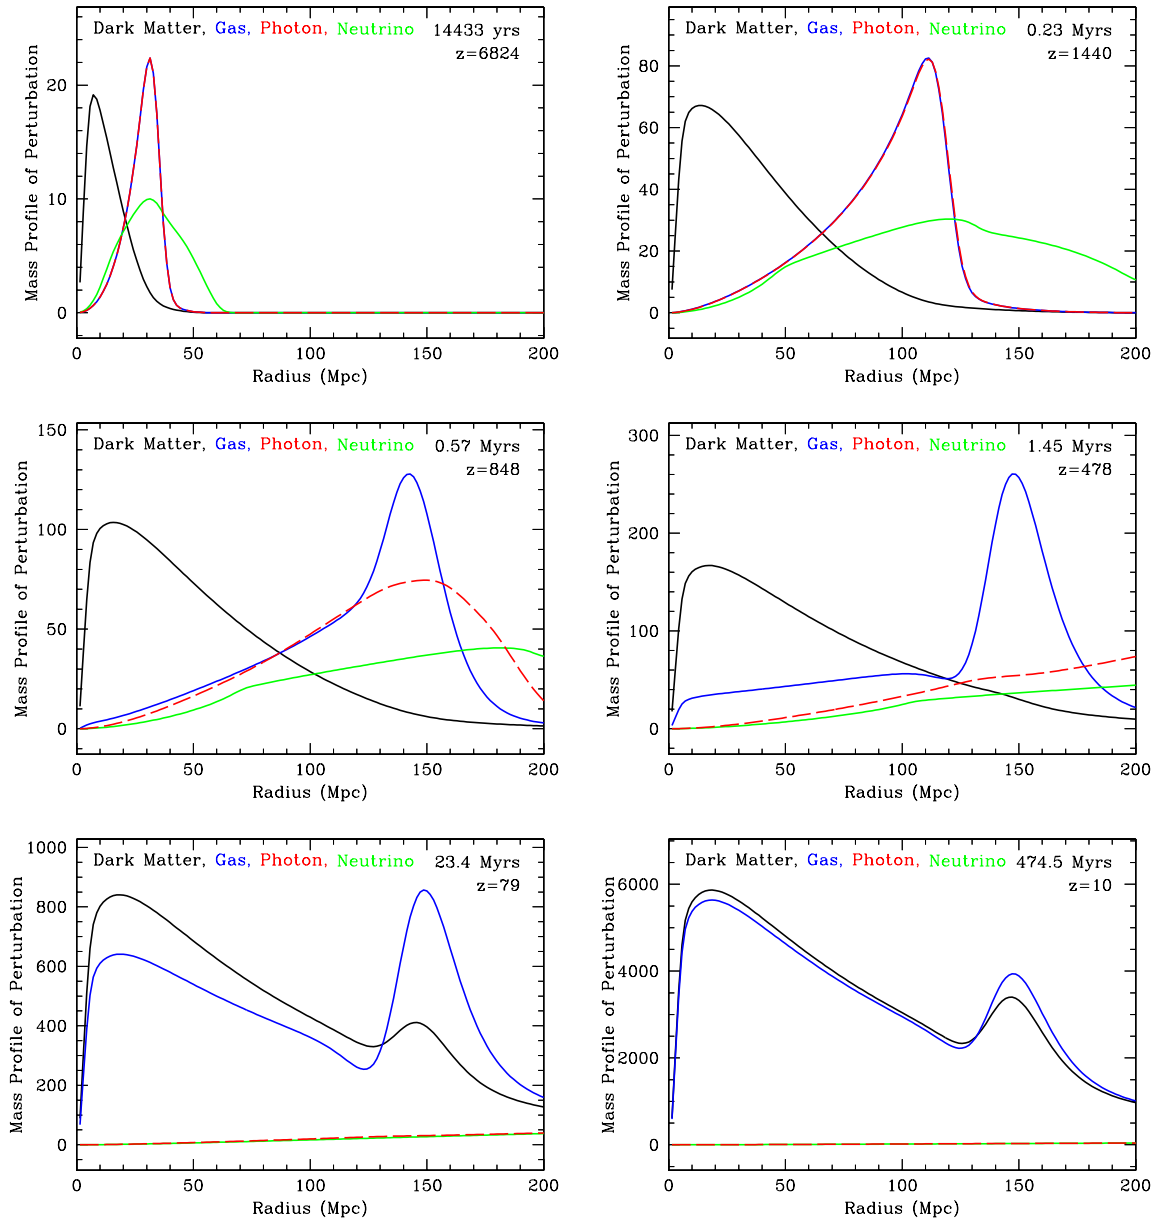 Dark Matter, Gas, Photon, Neutrino 14433 yrs
z=6824
Mass Profile of Perturbation
20
10
0
0 50 100 150 200
Radius (Mpc)
Dark Matter, Gas, Photon, Neutrino 0.23 Myrs
z=1440
Mass Profile of Perturbation
80
60
40
20
0
0 50 100 150 200
Radius (Mpc)
Dark Matter, Gas, Photon, Neutrino 0.57 Myrs
z=848
Mass Profile of Perturbation
150
100
50
0
0 50 100 150 200
Radius (Mpc)
Dark Matter, Gas, Photon, Neutrino 1.45 Myrs
z=478
Mass Profile of Perturbation
300
200
100
0
0 50 100 150 200
Radius (Mpc)
Dark Matter, Gas, Photon, Neutrino 23.4 Myrs
z=79
Mass Profile of Perturbation
1000
800
600
400
200
0
0 50 100 150 200
Radius (Mpc)
Dark Matter, Gas, Photon, Neutrino 474.5 Myrs
z=10
Mass Profile of Perturbation
6000
4000
2000
0
0 50 100 150 200
Radius (Mpc)